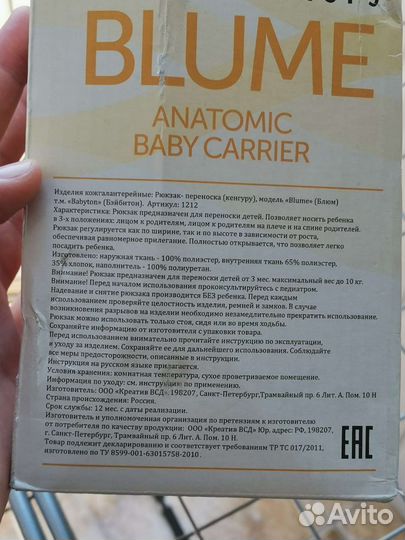 BLUME
ANATOMIC
BABY CARRIER
Изделия кожгалантерейные: Рюкзак- переноска (кенгуру), модель «Blume» (Блюм)
т.м. «Babyton» (Бэйбитон). Артикул: 1212
Характеристика: Рюкзак предназначен для переноски детей. Позволяет носить ребенка
в 3-х положениях: лицом к родителям, лицом к родителям на плече и на спине родителей.
Рюкзак регулируется как по ширине, так и по высоте в зависимости от роста,
обеспечивая равномерное прилегание. Полностью открывается, что позволяет легко
посадить ребенка.
Изготовлено: наружная ткань - 100% полиэстер, внутренняя ткань 65% полиэстер,
35% хлопок, наполнитель - 100% полиуретан.
Внимание! Рюкзак предназначен для переноски детей от 3 мес, максимальный вес до 10 кг.
Внимание! Перед началом использования проконсультируйтесь с педиатром.
Надевание и снятие рюкзака производится БЕЗ ребенка. Перед каждым
использованием проверяйте целостность изделия, ремней и замков. В случае
возникновения разрывов на изделии необходимо незамедлительно прекратить использование.
Рюкзак можно использовать только стоя, сидя или во время ходьбы.
Сохраняйте информацию от изготовителя с упаковки товара.
Перед использованием внимательно прочитайте инструкцию по эксплуатации,
и уходу за изделием. Сохраняйте ее для дальнейшего использования. Соблюдайте
все меры предосторожности, описанные в инструкции.
Инструкция на русском языке прилагается.
Условия хранения: комнатная температура, сухое проветриваемое помещение.
Информация по уходу: см. инструкцию по применению.
Изготовитель: ООО «Креатив ВСД», 198207, Санкт-Петербург,Трамвайный пр. 6 Лит А. Пом. 10 Н
Страна происхождения: Россия.
Срок службы: 12 мес. с даты реализации.
Изготовитель и уполномоченная организация по претензиям к изготовителю от
от потребителя по качеству продукции: ООО «Креатив ВСД» Юр. адрес: РФ, 198207,
г. Санкт-Петербург, Трамвайный пр. 6 Лит. А. Пом. 10 Н
Товар подлежит декларированию и соответствует требованиям ТР ТС 017/2011,
изготовлено по ТУ 8599-001-63015758-2010.
EAC
Avito